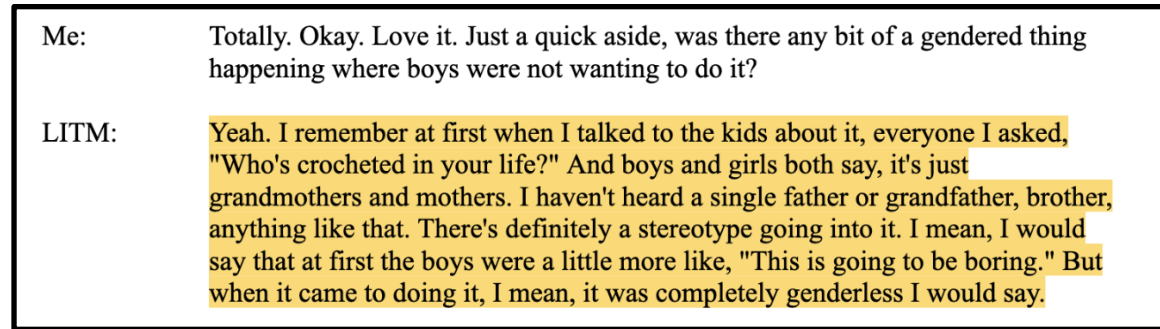 Me: Totally. Okay. Love it. Just a quick aside, was there any bit of a gendered thing
happening where boys were not wanting to do it?
LITM: Yeah. I remember at first when I talked to the kids about it, everyone I asked,
"Who's crocheted in your life?" And boys and girls both say, it's just
grandmothers and mothers. I haven't heard a single father or grandfather, brother,
anything like that. There's definitely a stereotype going into it. I mean, I would
say that at first the boys were a little more like, "This is going to be boring." But
when it came to doing it, I mean, it was completely genderless I would say.